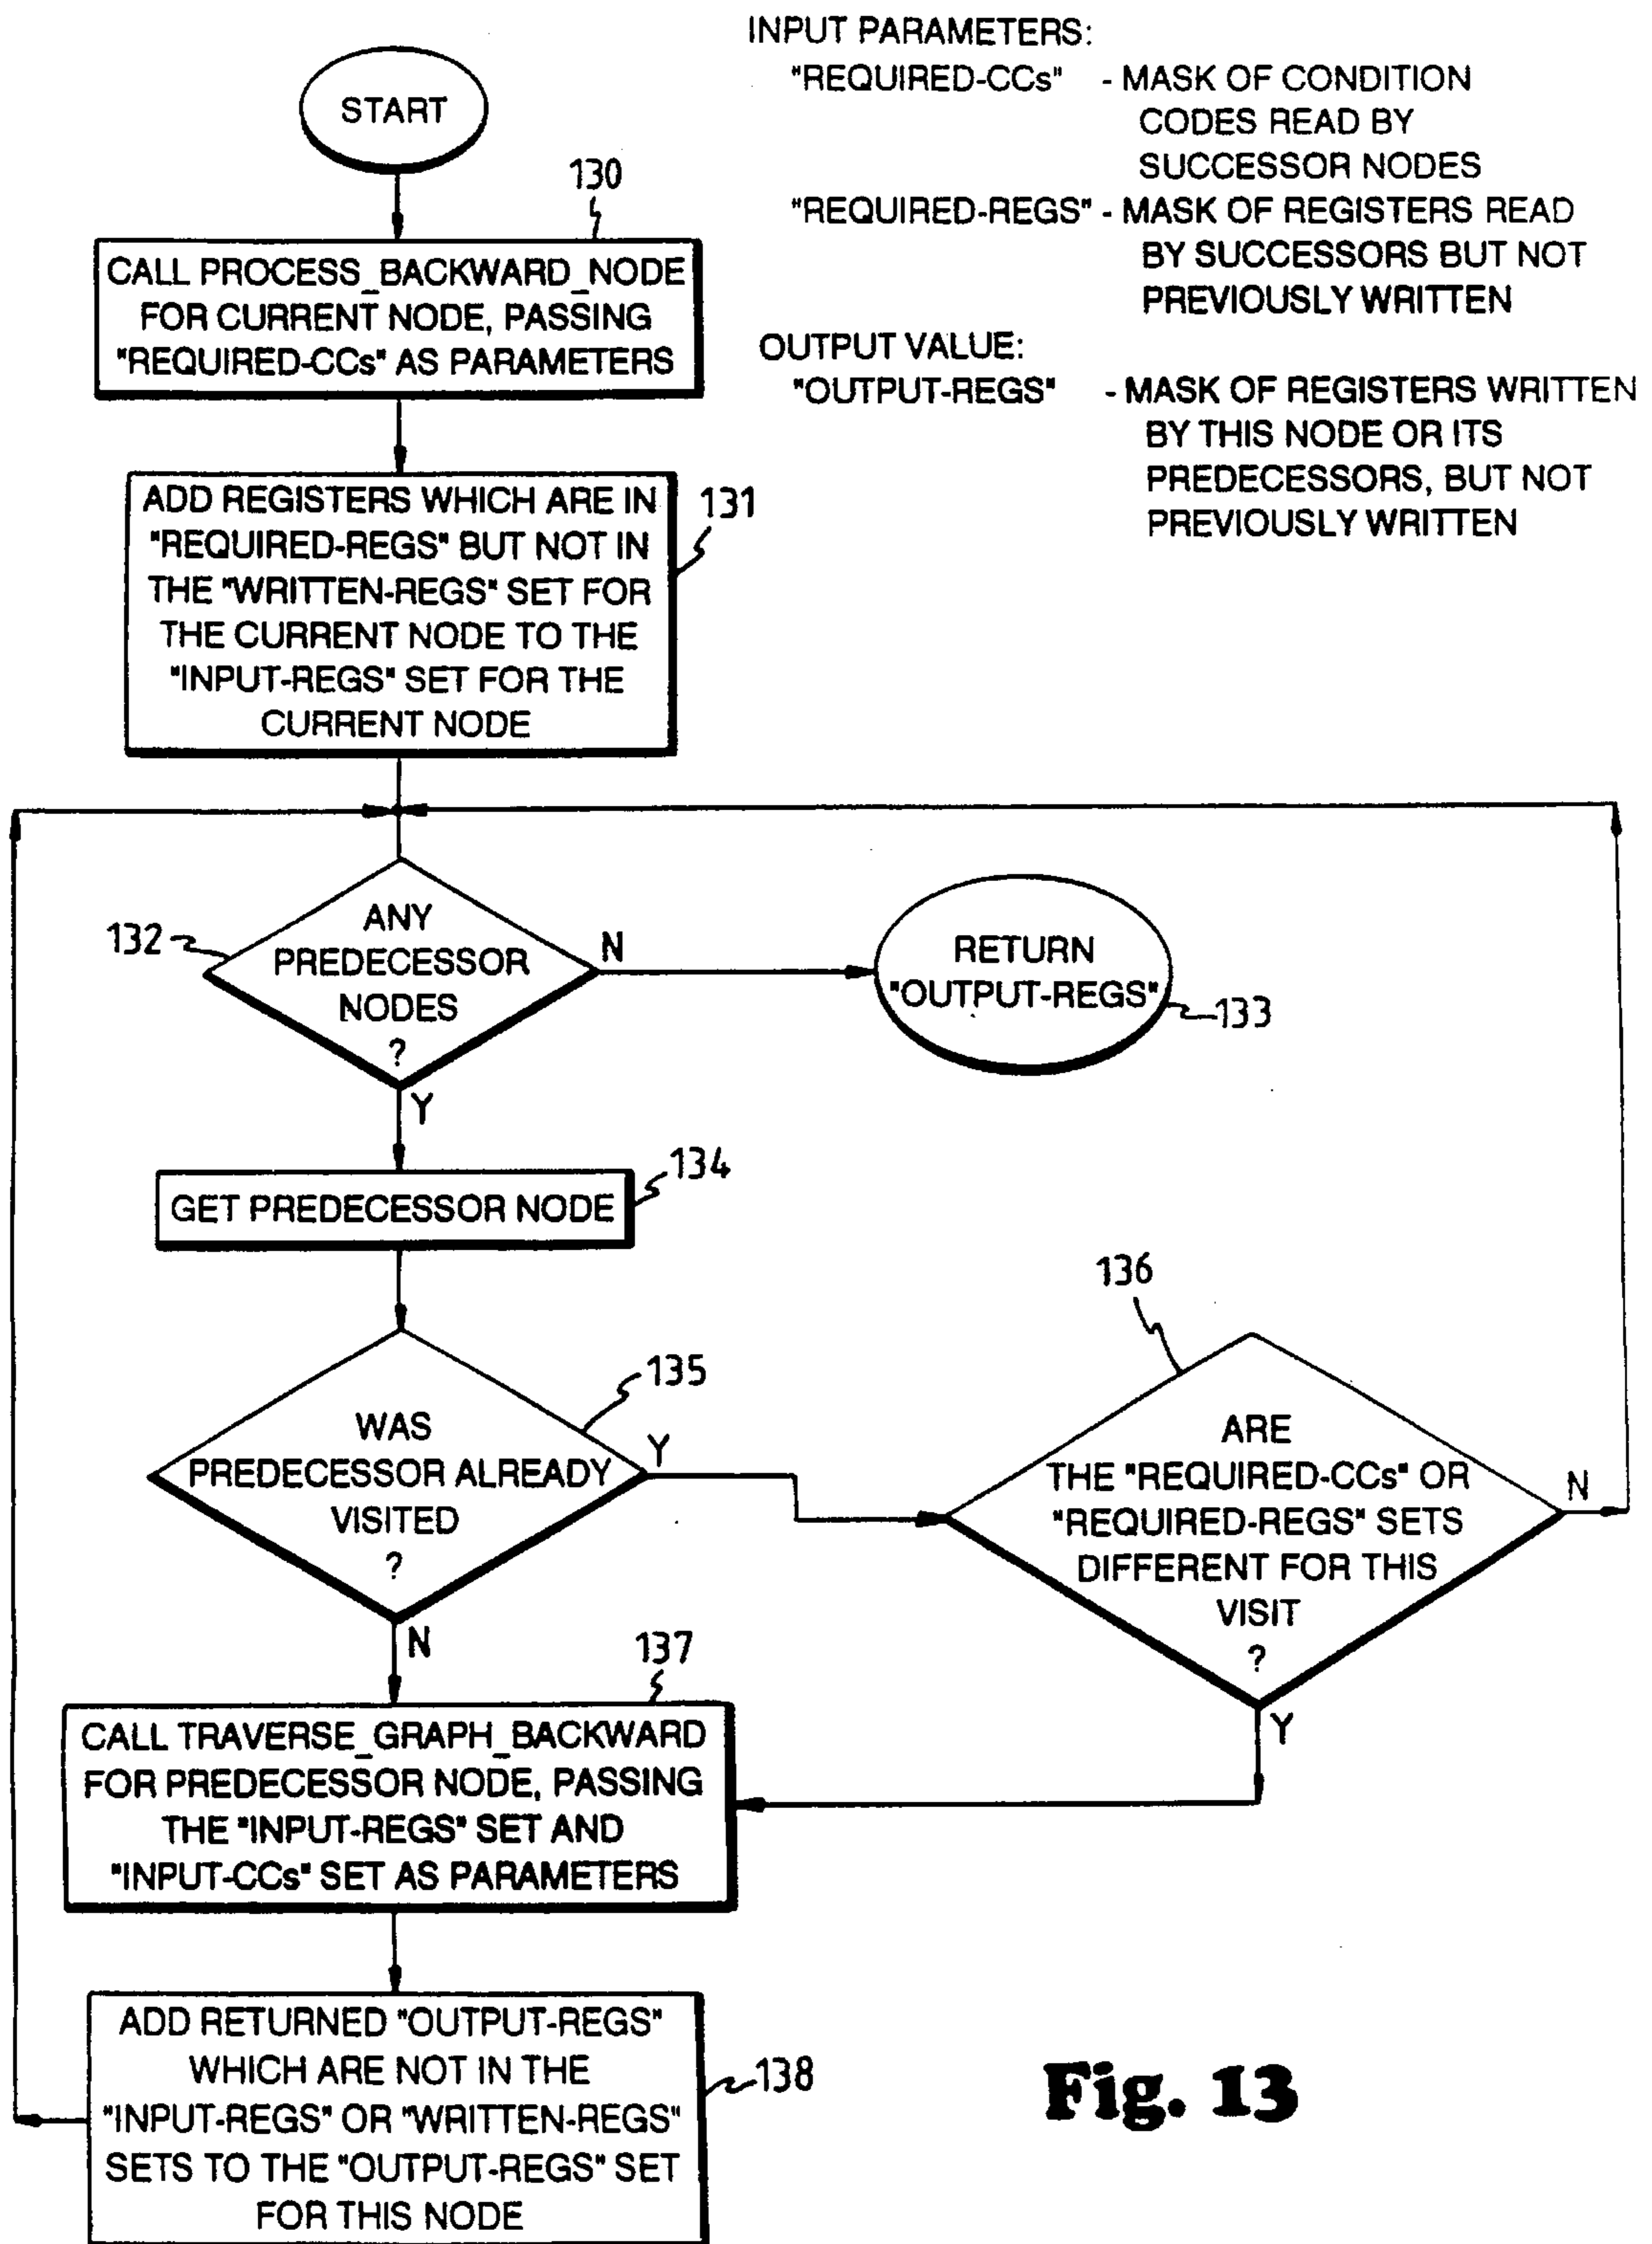 START
130
CALL PROCESS_BACKWARD_NODE
FOR CURRENT NODE, PASSING
"REQUIRED-CCs" AS PARAMETERS
INPUT PARAMETERS:
"REQUIRED-CCs" - MASK OF CONDITION
CODES READ BY
SUCCESSOR NODES
"REQUIRED-REGS" - MASK OF REGISTERS READ
BY SUCCESSORS BUT NOT
PREVIOUSLY WRITTEN
OUTPUT VALUE:
"OUTPUT-REGS" - MASK OF REGISTERS WRITTEN
BY THIS NODE OR ITS
PREDECESSORS, BUT NOT
PREVIOUSLY WRITTEN
ADD REGISTERS WHICH ARE IN
"REQUIRED-REGS" BUT NOT IN
THE "WRITTEN-REGS" SET FOR
THE CURRENT NODE TO THE
"INPUT-REGS" SET FOR THE
CURRENT NODE
131
132
ANY
PREDECESSOR
NODES
?
N
Y
RETURN
"OUTPUT-REGS"
133
GET PREDECESSOR NODE
134
WAS
PREDECESSOR ALREADY
VISITED
?
135
Y
N
136
ARE
THE "REQUIRED-CCs" OR
"REQUIRED-REGS" SETS
DIFFERENT FOR THIS
VISIT
?
N
Y
137
CALL TRAVERSE_GRAPH_BACKWARD
FOR PREDECESSOR NODE, PASSING
THE "INPUT-REGS" SET AND
"INPUT-CCs" SET AS PARAMETERS
ADD RETURNED "OUTPUT-REGS"
WHICH ARE NOT IN THE
"INPUT-REGS" OR "WRITTEN-REGS"
SETS TO THE "OUTPUT-REGS" SET
FOR THIS NODE
138
Fig. 13